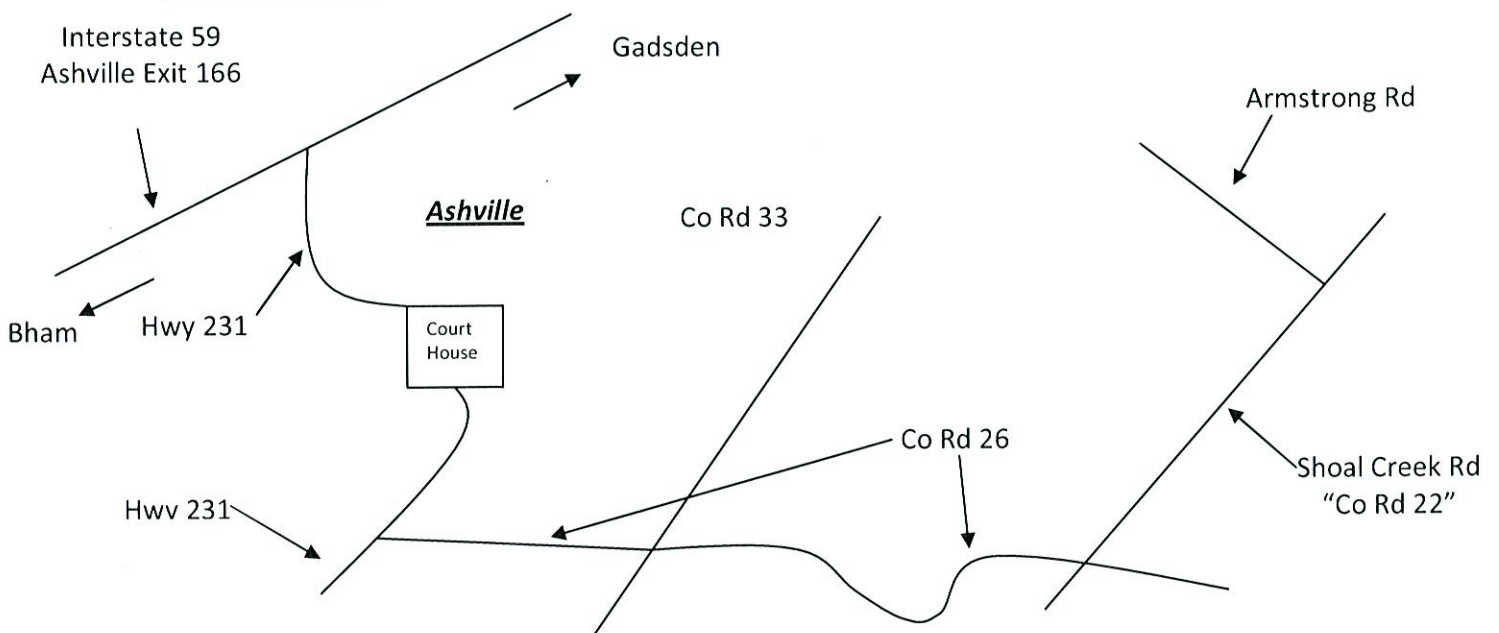 Interstate 59
Ashville Exit 166
Gadsden
Armstrong Rd
Ashville
Co Rd 33
Bham
Hwy 231
Court
House
Co Rd 26
Shoal Creek Rd
“Co Rd 22”
Hwv 231